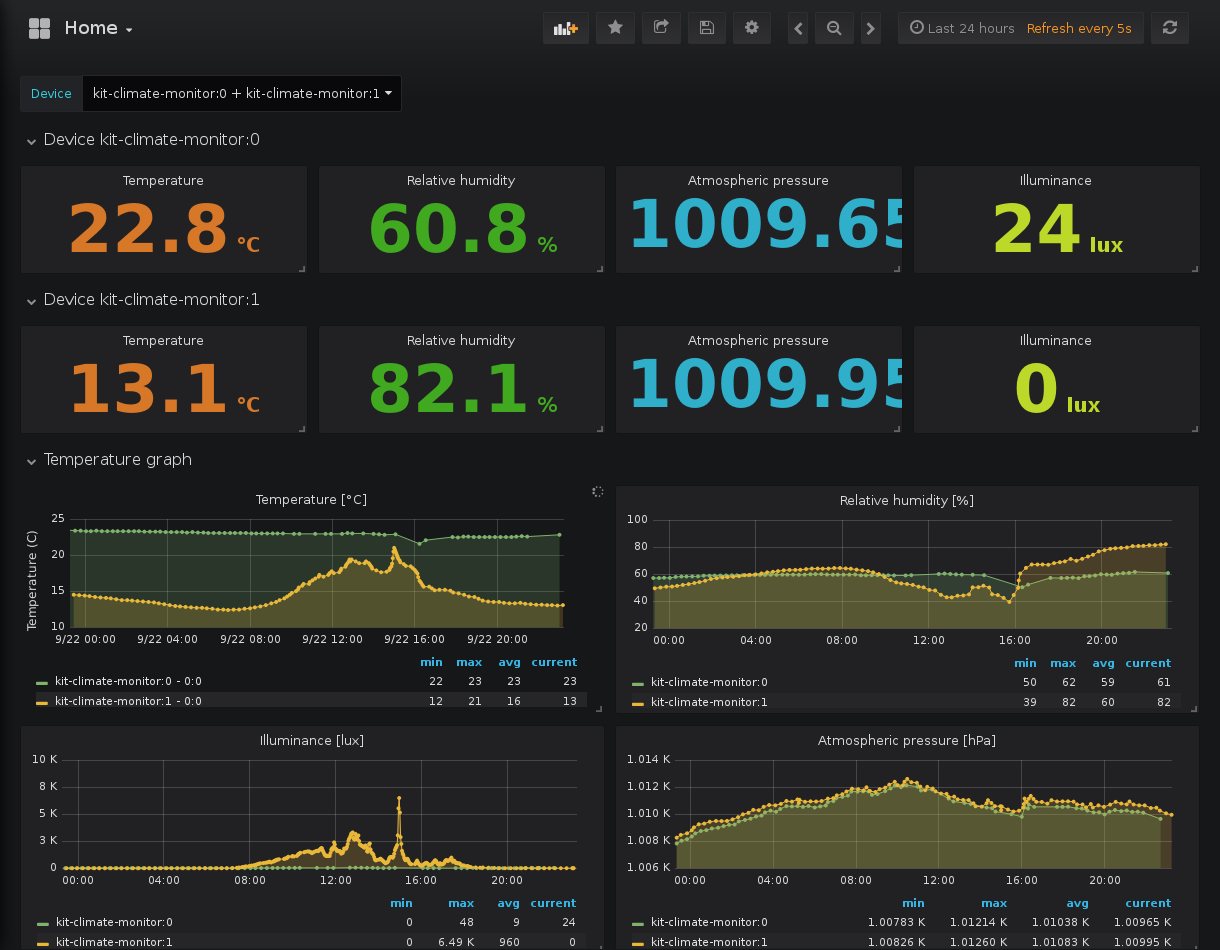 Home
Last 24 hours Refresh every 5s
Device kit-climate-monitor:0 + kit-climate-monitor:1
Device kit-climate-monitor:0
Temperature Relative humidity Atmospheric pressure Illuminance
22.8 °C 60.8 % 1009.65 24 lux
Device kit-climate-monitor:1
Temperature Relative humidity Atmospheric pressure Illuminance
13.1 °C 82.1 % 1009.95 0 lux
Temperature graph
Temperature [°C]
Temperature (C)
25
20
15
10
9/22 00:00 9/22 04:00 9/22 08:00 9/22 12:00 9/22 16:00 9/22 20:00
min max avg current
kit-climate-monitor:0 - 0:0 22 23 23 23
kit-climate-monitor:1 - 0:0 12 21 16 13
Relative humidity [%]
100
80
60
40
20
00:00 04:00 08:00 12:00 16:00 20:00
min max avg current
kit-climate-monitor:0 50 62 59 61
kit-climate-monitor:1 39 82 60 82
Illuminance [lux]
10 K
8 K
5 K
3 K
0
00:00 04:00 08:00 12:00 16:00 20:00
min max avg current
kit-climate-monitor:0 0 48 9 24
kit-climate-monitor:1 0 6.49 K 960 0
Atmospheric pressure [hPa]
1.014 K
1.012 K
1.010 K
1.008 K
1.006 K
00:00 04:00 08:00 12:00 16:00 20:00
min max avg current
kit-climate-monitor:0 1.00783 K 1.01214 K 1.01038 K 1.00965 K
kit-climate-monitor:1 1.00826 K 1.01260 K 1.01083 K 1.00995 K